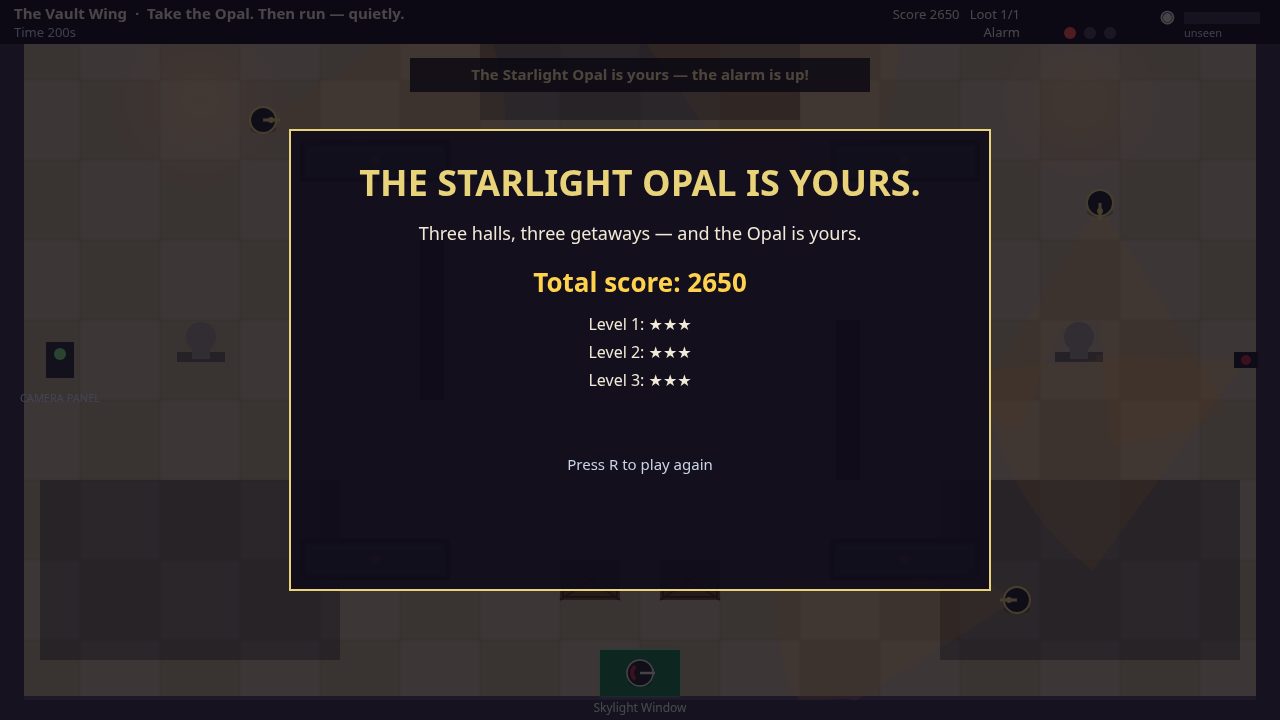 The Vault Wing · Take the Opal. Then run — quietly.
Time 200s
Score 2650 Loot 1/1
Alarm
unseen
The Starlight Opal is yours — the alarm is up!
THE STARLIGHT OPAL IS YOURS.
Three halls, three getaways — and the Opal is yours.
Total score: 2650
Level 1: ★★★
Level 2: ★★★
Level 3: ★★★
CAMERA PANEL
Press R to play again
Skylight Window